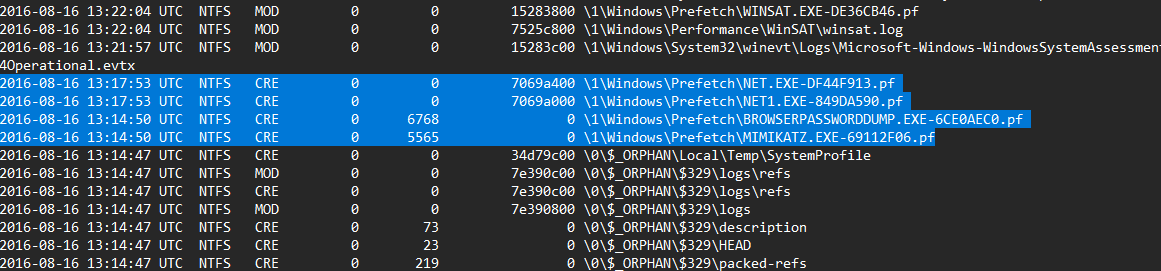 2016-08-16 13:22:04 UTC NTFS MOD 0 0 15283800 \1\Windows\Prefetch\WINSAT.EXE-DE36CB46.pf
2016-08-16 13:22:04 UTC NTFS MOD 0 0 7525c800 \1\Windows\Performance\WinSAT\winsat.log
2016-08-16 13:21:57 UTC NTFS MOD 0 0 15283c00 \1\Windows\System32\winevt\Logs\Microsoft-Windows-WindowsSystemAssessment
4Operational.evtx
2016-08-16 13:17:53 UTC NTFS CRE 0 0 7069a400 \1\Windows\Prefetch\NET.EXE-DF44F913.pf
2016-08-16 13:17:53 UTC NTFS CRE 0 0 7069a000 \1\Windows\Prefetch\NET1.EXE-849DA590.pf
2016-08-16 13:14:50 UTC NTFS CRE 0 6768 0 \1\Windows\Prefetch\BROWSERPASSWORDDUMP.EXE-6CE0AEC0.pf
2016-08-16 13:14:50 UTC NTFS CRE 0 5565 0 \1\Windows\Prefetch\MIMIKATZ.EXE-69112F06.pf
2016-08-16 13:14:47 UTC NTFS CRE 0 0 34d79c00 \0\$_ORPHAN\Local\Temp\SystemProfile
2016-08-16 13:14:47 UTC NTFS MOD 0 0 7e390c00 \0\$_ORPHAN\$329\logs\refs
2016-08-16 13:14:47 UTC NTFS CRE 0 0 7e390c00 \0\$_ORPHAN\$329\logs\refs
2016-08-16 13:14:47 UTC NTFS MOD 0 0 7e390800 \0\$_ORPHAN\$329\logs
2016-08-16 13:14:47 UTC NTFS CRE 0 73 0 \0\$_ORPHAN\$329\description
2016-08-16 13:14:47 UTC NTFS CRE 0 23 0 \0\$_ORPHAN\$329\HEAD
2016-08-16 13:14:47 UTC NTFS CRE 0 219 0 \0\$_ORPHAN\$329\packed-refs